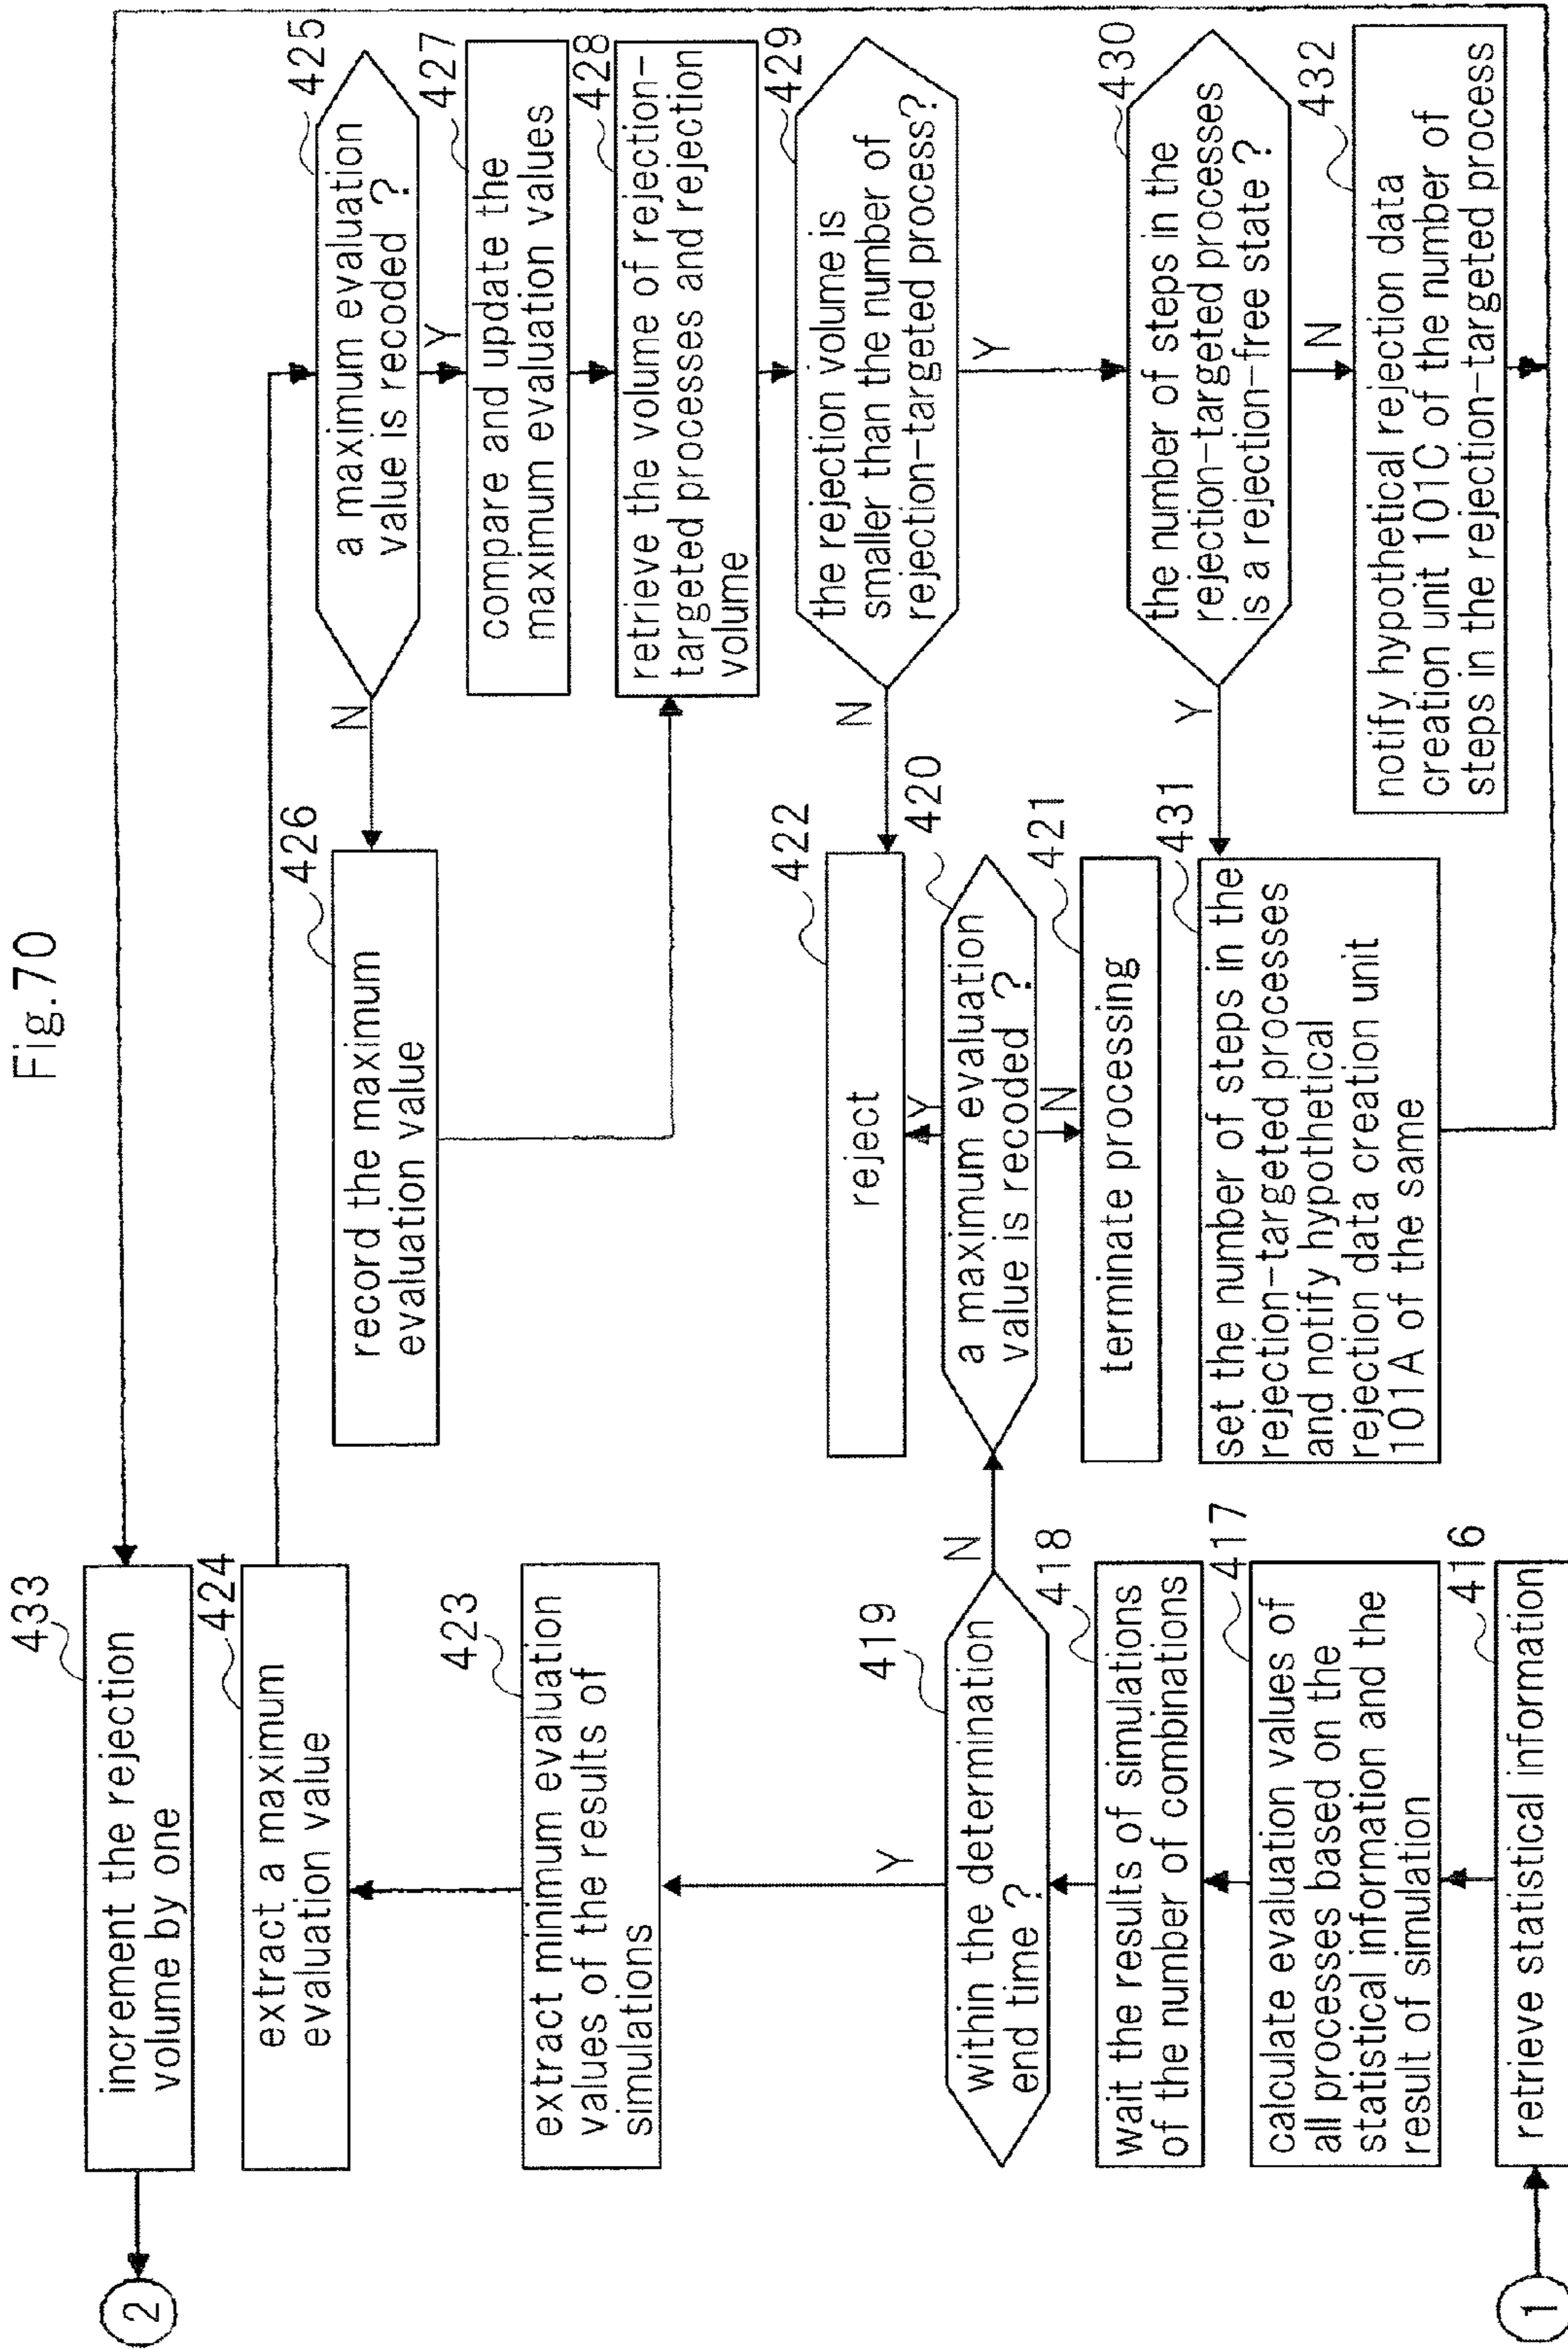 Fig.70
433
increment the rejection
volume by one
2
424
extract a maximum
evaluation value
423
extract minimum evaluation
values of the results of
simulations
Y
419
within the determination
end time ?
N
418
wait the results of simulations
of the number of combinations
417
calculate evaluation values of
all processes based on the
statistical information and the
result of simulation
416
retrieve statistical information
1
426
record the maximum
evaluation value
422
reject
Y
420
a maximum evaluation
value is recoded ?
N
421
terminate processing
431
set the number of steps in the
rejection-targeted processes
and notify hypothetical
rejection data creation unit
101A of the same
425
a maximum evaluation
value is recoded ?
N
Y
427
compare and update the
maximum evaluation values
428
retrieve the volume of rejection-
targeted processes and rejection
volume
429
the rejection volume is
smaller than the number of
rejection-targeted process?
N
Y
430
the number of steps in the
rejection-targeted processes
is a rejection-free state ?
Y
N
432
notify hypothetical rejection data
creation unit 101C of the number of
steps in the rejection-targeted process